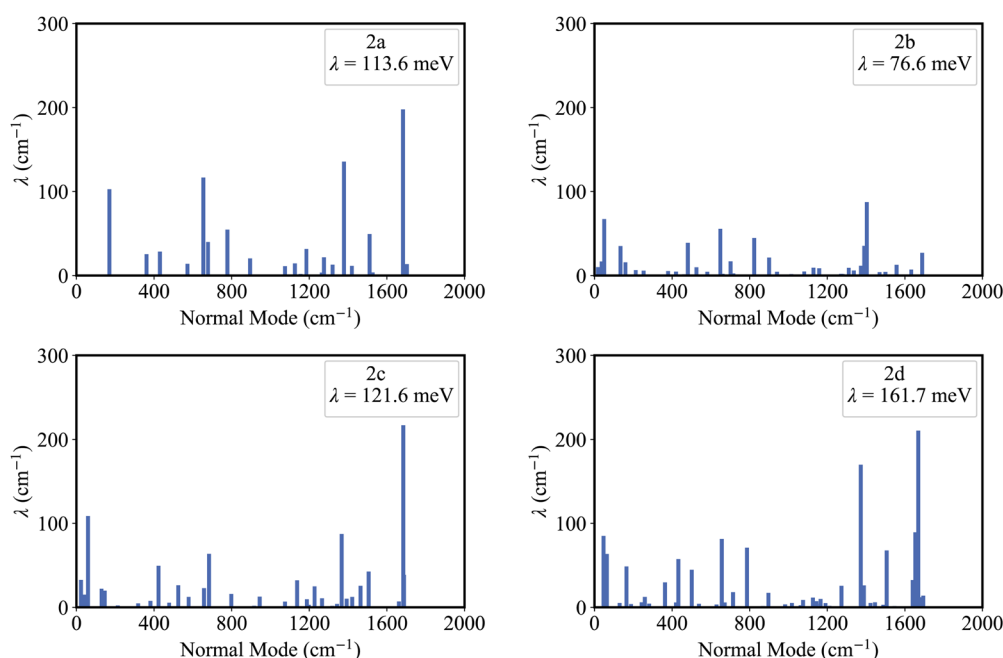 300
200
100
0
λ (cm⁻¹)
2a
λ = 113.6 meV
0 400 800 1200 1600 2000
Normal Mode (cm⁻¹)
300
200
100
0
λ (cm⁻¹)
2b
λ = 76.6 meV
0 400 800 1200 1600 2000
Normal Mode (cm⁻¹)
300
200
100
0
λ (cm⁻¹)
2c
λ = 121.6 meV
0 400 800 1200 1600 2000
Normal Mode (cm⁻¹)
300
200
100
0
λ (cm⁻¹)
2d
λ = 161.7 meV
0 400 800 1200 1600 2000
Normal Mode (cm⁻¹)